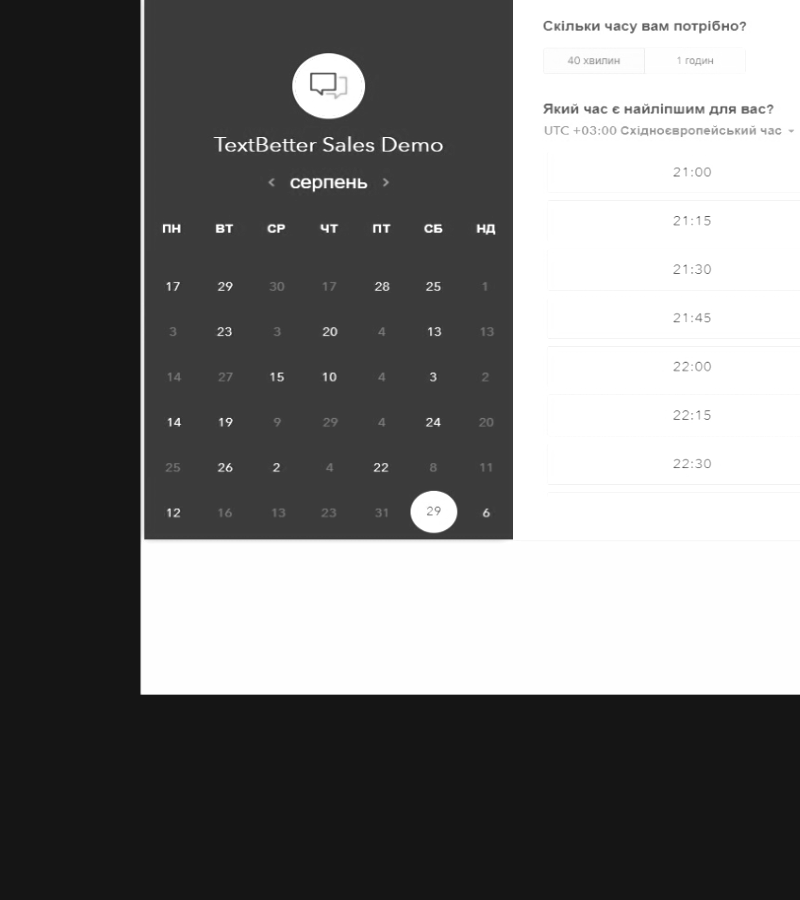 TextBetter Sales Demo
серпень
ПН ВТ СР ЧТ ПТ СБ НД
17 29 30 17 28 25 1
3 23 3 20 4 13 13
14 27 15 10 4 3 2
14 19 9 29 4 24 20
25 26 2 4 22 8 11
12 16 13 23 31 29 6
Скільки часу вам потрібно?
40 хвилин 1 годин
Який час є найліпшим для вас?
UTC +03:00 Східноєвропейський час
21:00
21:15
21:30
21:45
22:00
22:15
22:30